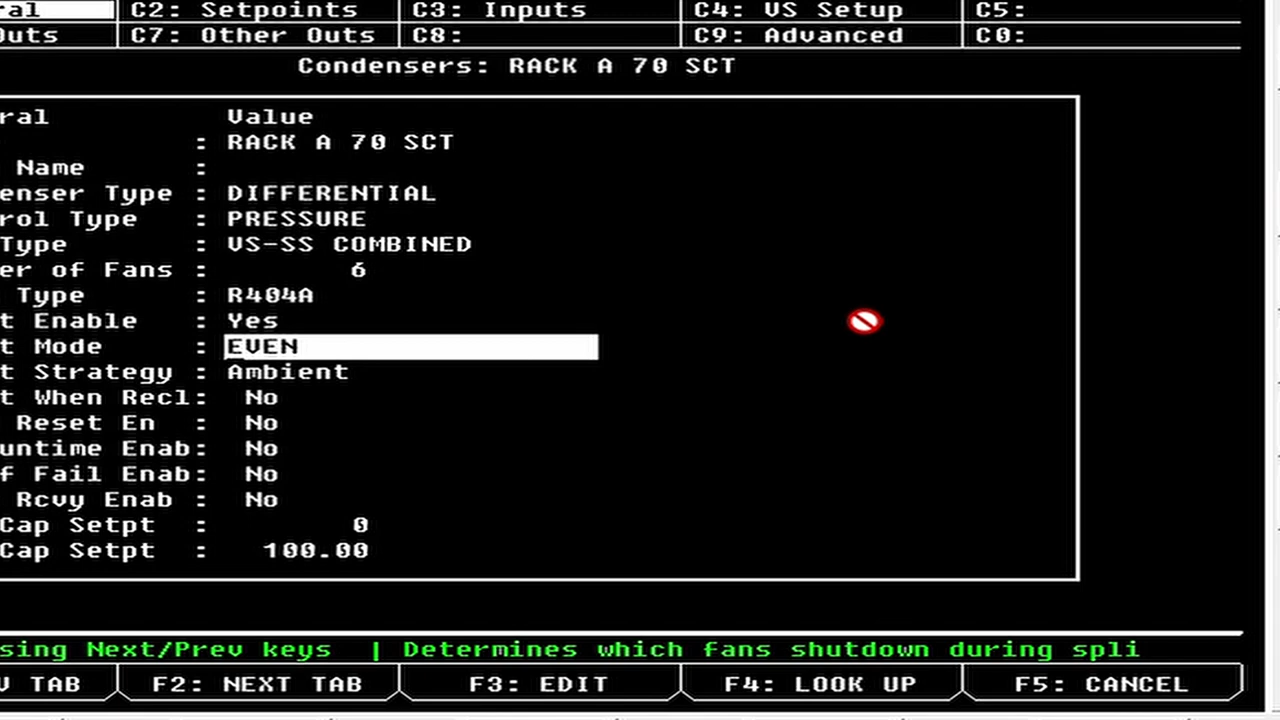 ral C2: Setpoints C3: Inputs C4: VS Setup C5:
Outs C7: Other Outs C8: C9: Advanced C0:
Condensers: RACK A 70 SCT
ral Value
: RACK A 70 SCT
Name :
enser Type : DIFFERENTIAL
rol Type : PRESSURE
Type : VS-SS COMBINED
er of Fans : 6
Type : R404A
t Enable : Yes
t Mode : EVEN
t Strategy : Ambient
t When Recl: No
Reset En : No
untime Enab: No
f Fail Enab: No
Rcvy Enab : No
Cap Setpt : 0
Cap Setpt : 100.00
sing Next/Prev keys | Determines which fans shutdown during spli
V TAB F2: NEXT TAB F3: EDIT F4: LOOK UP F5: CANCEL